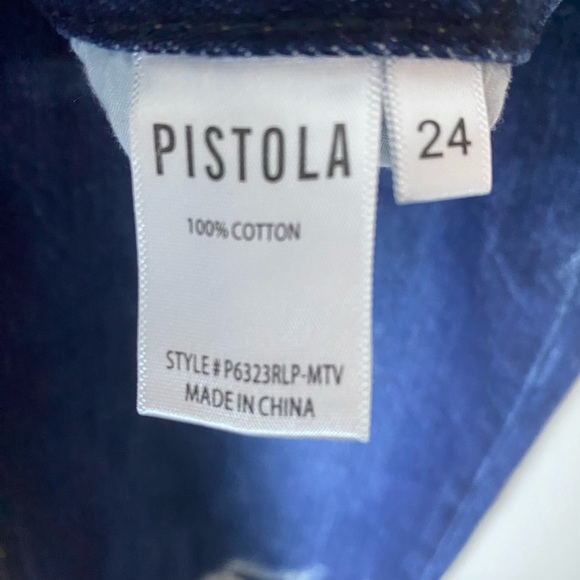 PISTOLA
24
100% COTTON
STYLE#P6323RLP-MTV
MADE IN CHINA